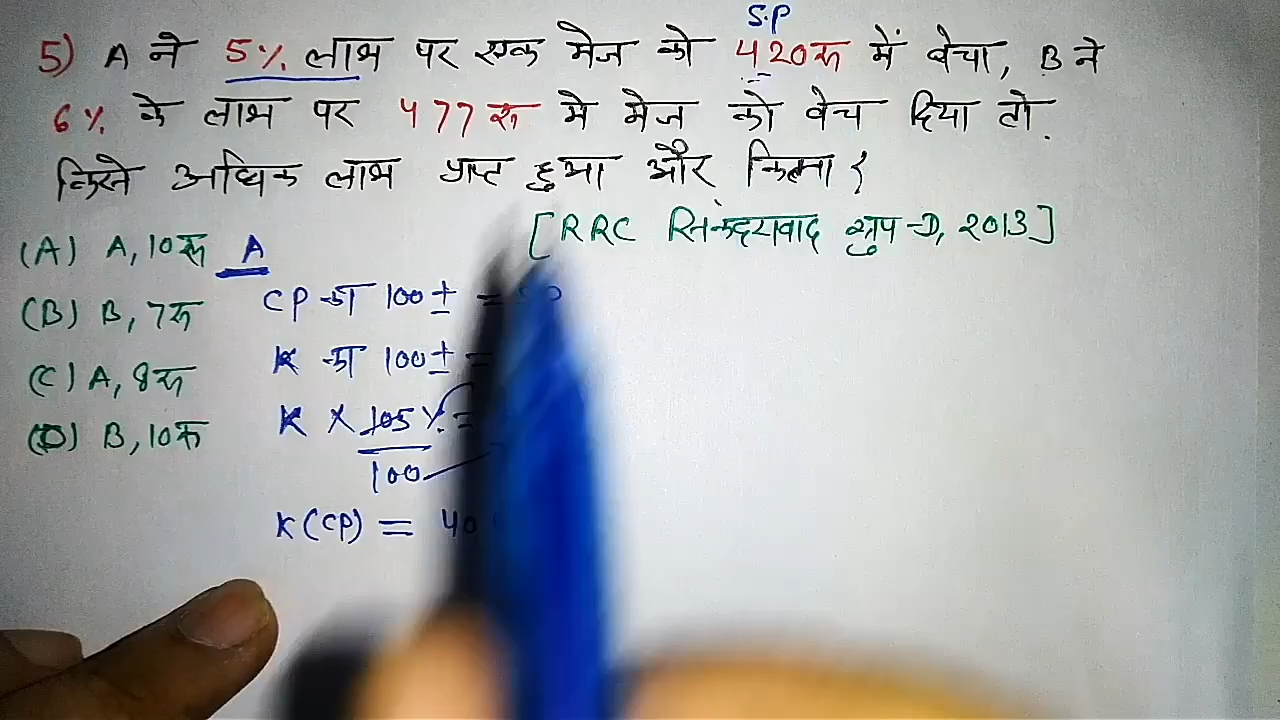 S.P
5) A ने 5% लाभ पर एक मेज को 420रू में बेचा, B ने
6% के लाभ पर 477रू मे मेज को बेच दिया तो.
किसे अधिक लाभ प्राप्त हुआ और कितना ?
[RRC सिकंदराबाद ग्रुप-D, 2013]
(A) A, 10रू A
(B) B, 7रू
(C) A, 8रू
(D) B, 10रू
CP का 100± =
K का 100± =
K × 105% =
100
K(CP) = 40